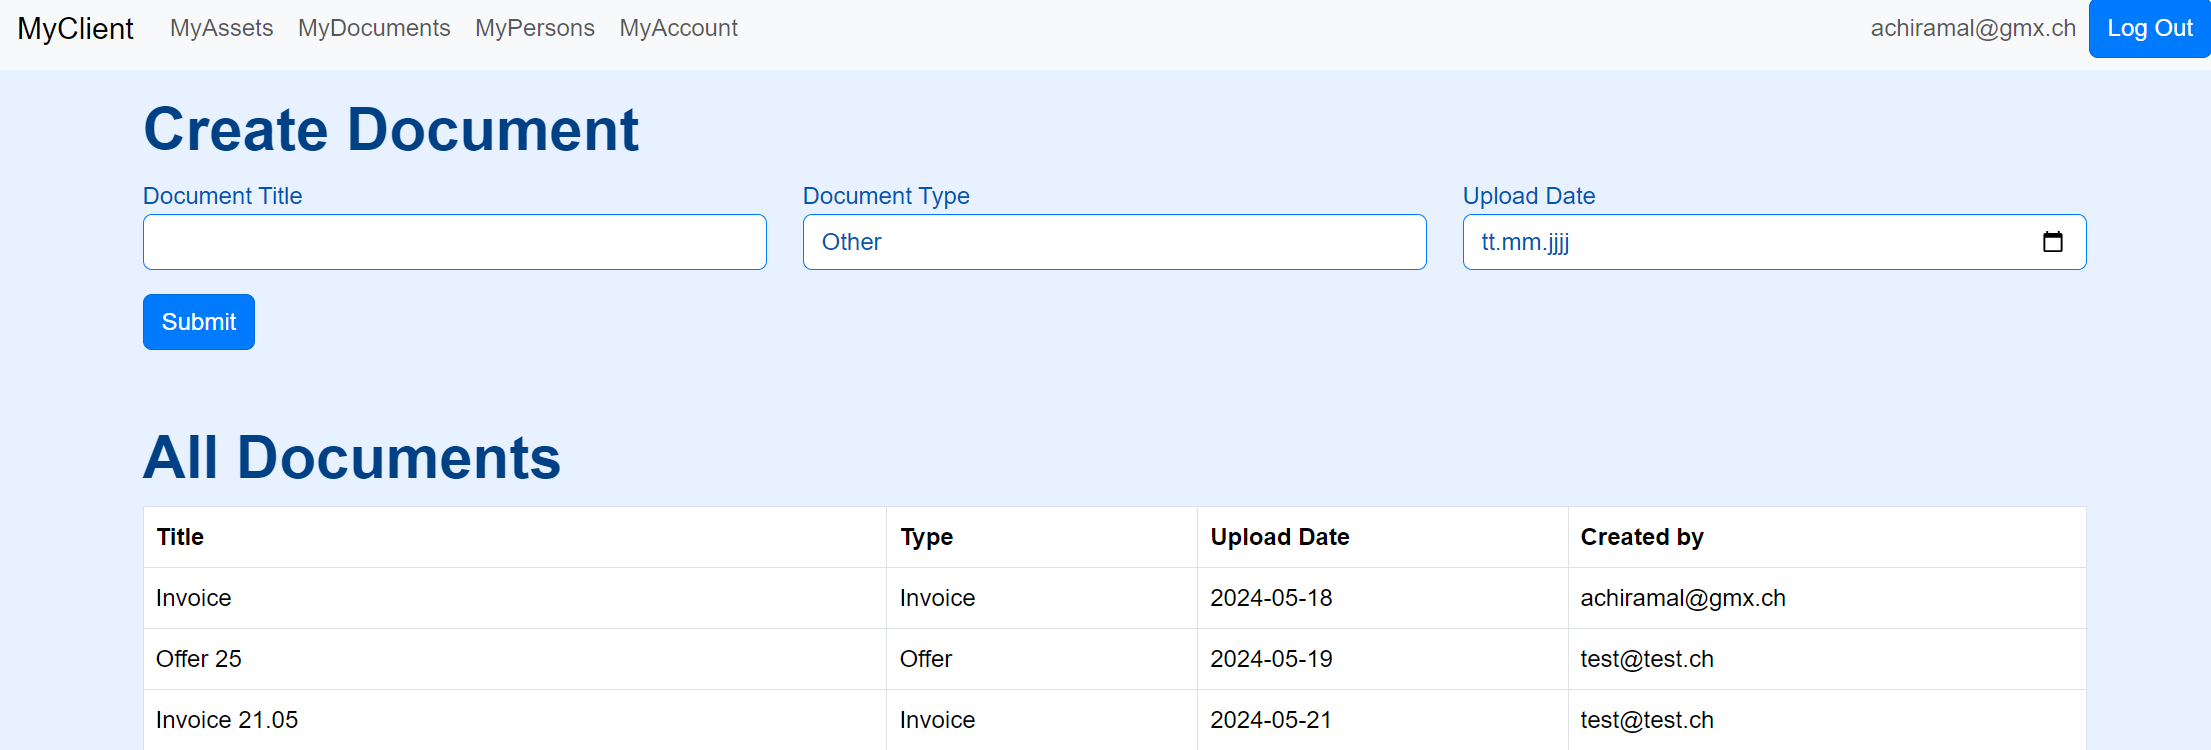 MyClient MyAssets MyDocuments MyPersons MyAccount achiramal@gmx.ch Log Out
Create Document
Document Title Document Type Upload Date
Other tt.mm.jjjj
Submit
All Documents
Title Type Upload Date Created by
Invoice Invoice 2024-05-18 achiramal@gmx.ch
Offer 25 Offer 2024-05-19 test@test.ch
Invoice 21.05 Invoice 2024-05-21 test@test.ch